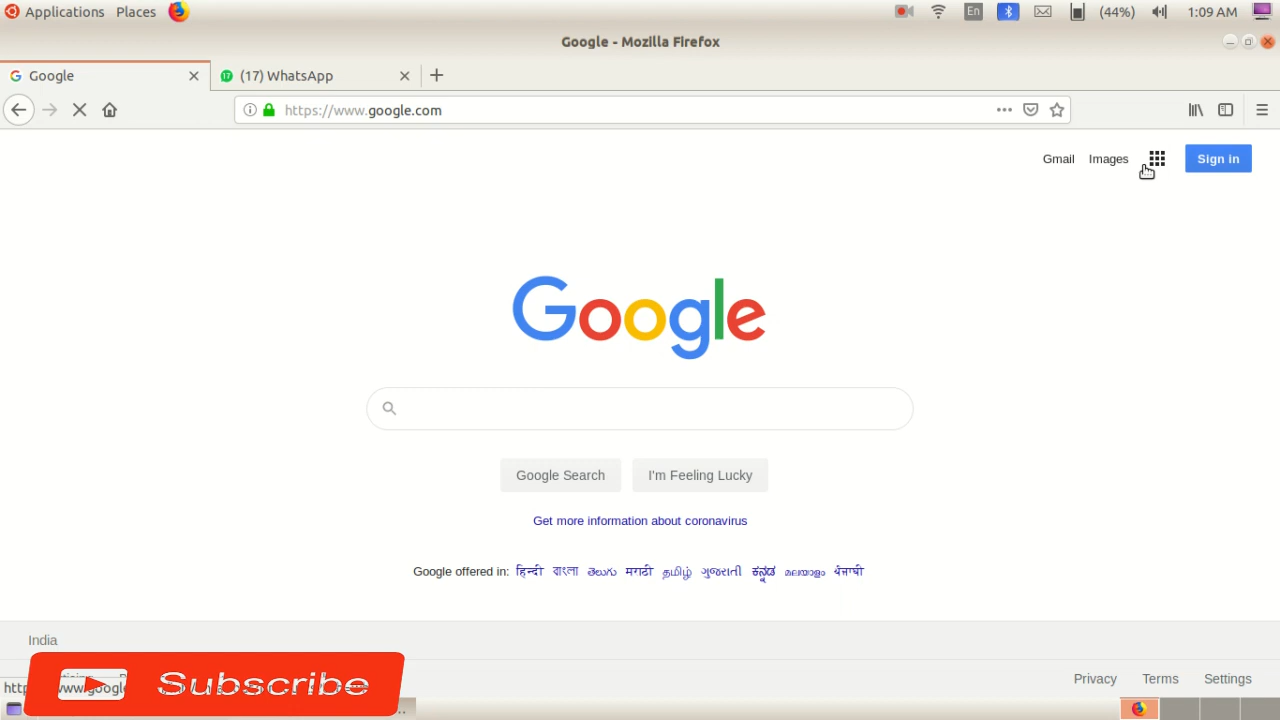 Applications Places En (44%) 1:09 AM
Google - Mozilla Firefox
Google (17) WhatsApp
https://www.google.com
Gmail Images Sign in
Google
Google Search I'm Feeling Lucky
Get more information about coronavirus
Google offered in: हिन्दी বাংলা తెలుగు मराठी தமிழ் ગુજરાતી ಕನ್ನಡ മലയാളം ਪੰਜਾਬੀ
India
Subscribe
Privacy Terms Settings